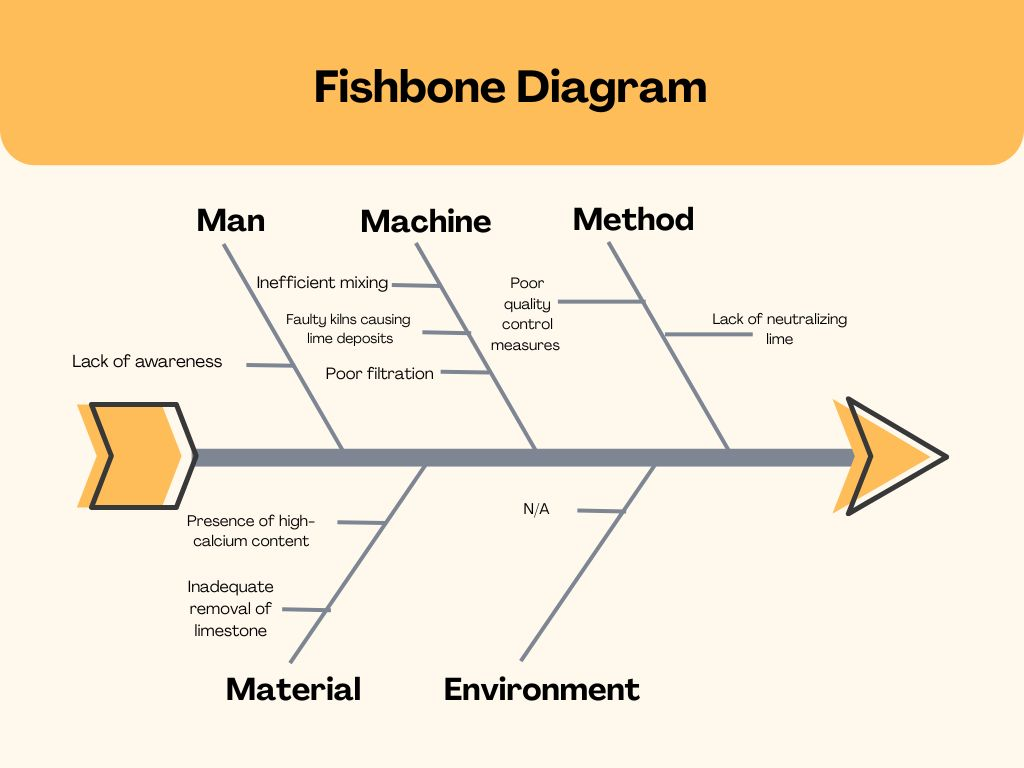 Fishbone Diagram
Man
Machine
Method
Inefficient mixing
Faulty kilns causing
lime deposits
Poor filtration
Lack of awareness
Poor
quality
control
measures
Lack of neutralizing
lime
Presence of high-
calcium content
Inadequate
removal of
limestone
N/A
Material
Environment